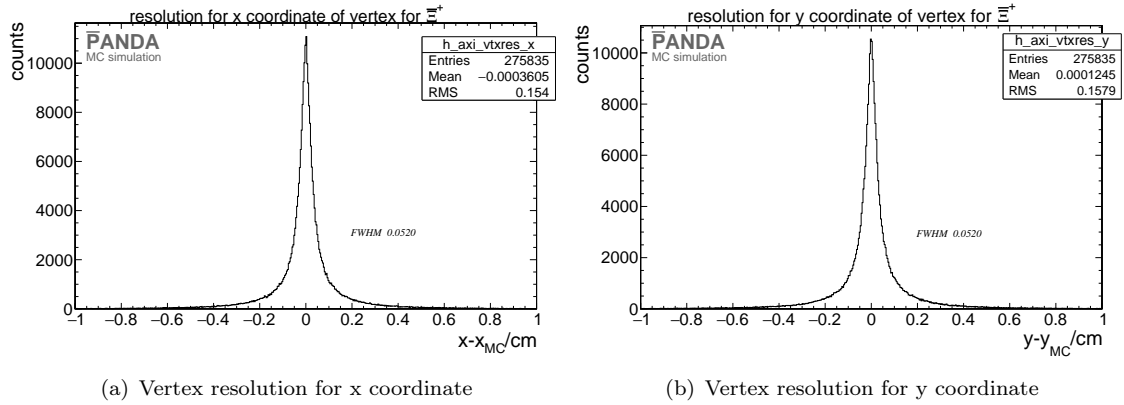 resolution for x coordinate of vertex for Ξ̅⁺
counts
P̅ANDA
MC simulation
h_axi_vtxres_x
Entries 275835
Mean −0.0003605
RMS 0.154
10000
8000
6000
4000
2000
0
FWHM 0.0520
−1 −0.8 −0.6 −0.4 −0.2 0 0.2 0.4 0.6 0.8 1
x-x_MC/cm
(a) Vertex resolution for x coordinate
resolution for y coordinate of vertex for Ξ̅⁺
counts
P̅ANDA
MC simulation
h_axi_vtxres_y
Entries 275835
Mean 0.0001245
RMS 0.1579
10000
8000
6000
4000
2000
0
FWHM 0.0520
−1 −0.8 −0.6 −0.4 −0.2 0 0.2 0.4 0.6 0.8 1
y-y_MC/cm
(b) Vertex resolution for y coordinate